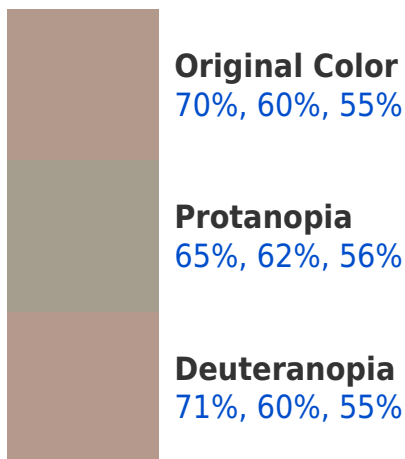 Original Color
70%, 60%, 55%
Protanopia
65%, 62%, 56%
Deuteranopia
71%, 60%, 55%